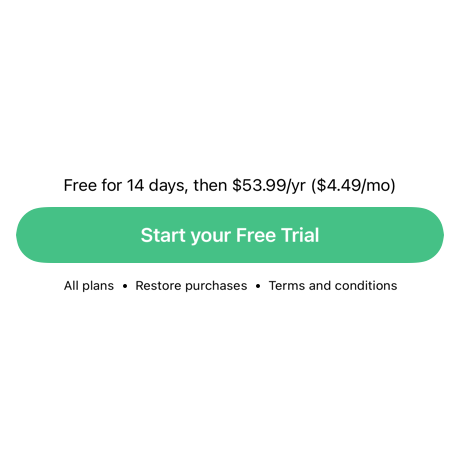 Free for 14 days, then $53.99/yr ($4.49/mo)
Start your Free Trial
All plans • Restore purchases • Terms and conditions